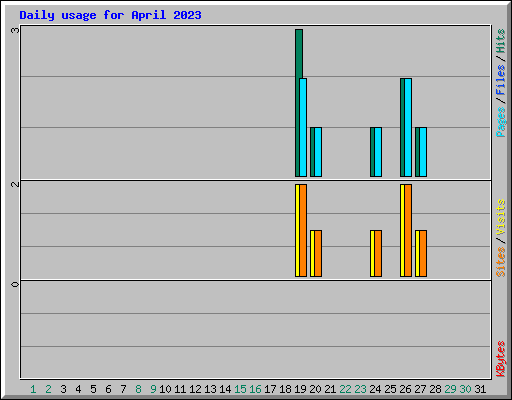 Daily usage for April 2023
3
2
0
Pages/Files/Hits
Sites/Visits
KBytes
1 2 3 4 5 6 7 8 9 10 11 12 13 14 15 16 17 18 19 20 21 22 23 24 25 26 27 28 29 30 31